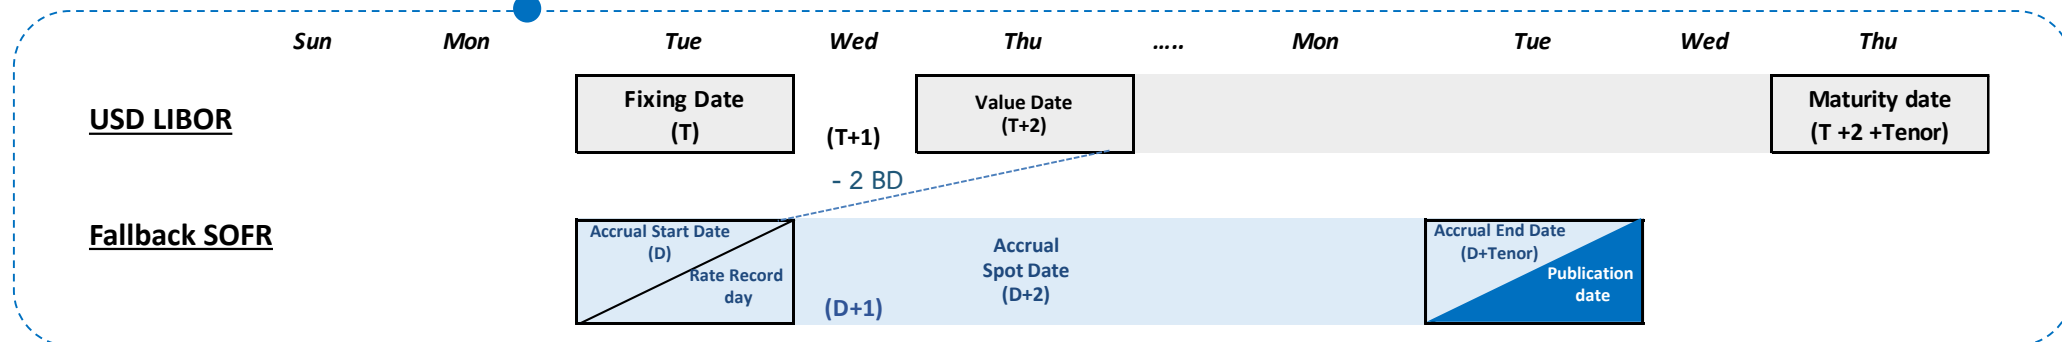 Sun Mon Tue Wed Thu ..... Mon Tue Wed Thu
USD LIBOR
Fixing Date
(T)
(T+1)
Value Date
(T+2)
Maturity date
(T +2 +Tenor)
- 2 BD
Fallback SOFR
Accrual Start Date
(D)
Rate Record
day
(D+1)
Accrual
Spot Date
(D+2)
Accrual End Date
(D+Tenor)
Publication
date